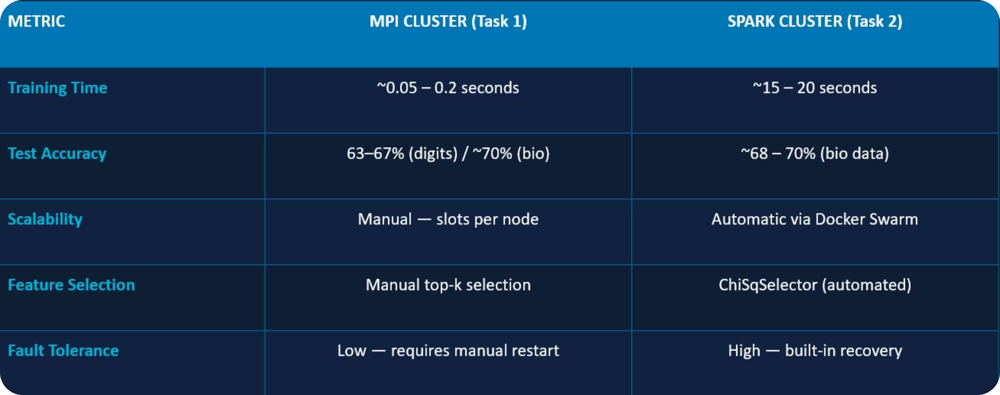 METRIC MPI CLUSTER (Task 1) SPARK CLUSTER (Task 2)
Training Time ~0.05 – 0.2 seconds ~15 – 20 seconds
Test Accuracy 63–67% (digits) / ~70% (bio) ~68 – 70% (bio data)
Scalability Manual — slots per node Automatic via Docker Swarm
Feature Selection Manual top-k selection ChiSqSelector (automated)
Fault Tolerance Low — requires manual restart High — built-in recovery